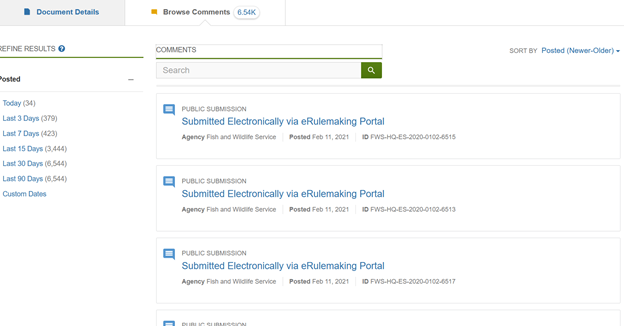 Document Details
Browse Comments 6.54K
REFINE RESULTS ?
Posted
Today (34)
Last 3 Days (379)
Last 7 Days (423)
Last 15 Days (3,444)
Last 30 Days (6,544)
Last 90 Days (6,544)
Custom Dates
COMMENTS
SORT BY Posted (Newer-Older)
Search
PUBLIC SUBMISSION
Submitted Electronically via eRulemaking Portal
Agency Fish and Wildlife Service Posted Feb 11, 2021 ID FWS-HQ-ES-2020-0102-6515
PUBLIC SUBMISSION
Submitted Electronically via eRulemaking Portal
Agency Fish and Wildlife Service Posted Feb 11, 2021 ID FWS-HQ-ES-2020-0102-6513
PUBLIC SUBMISSION
Submitted Electronically via eRulemaking Portal
Agency Fish and Wildlife Service Posted Feb 11, 2021 ID FWS-HQ-ES-2020-0102-6517
PUBLIC SUBMISSION